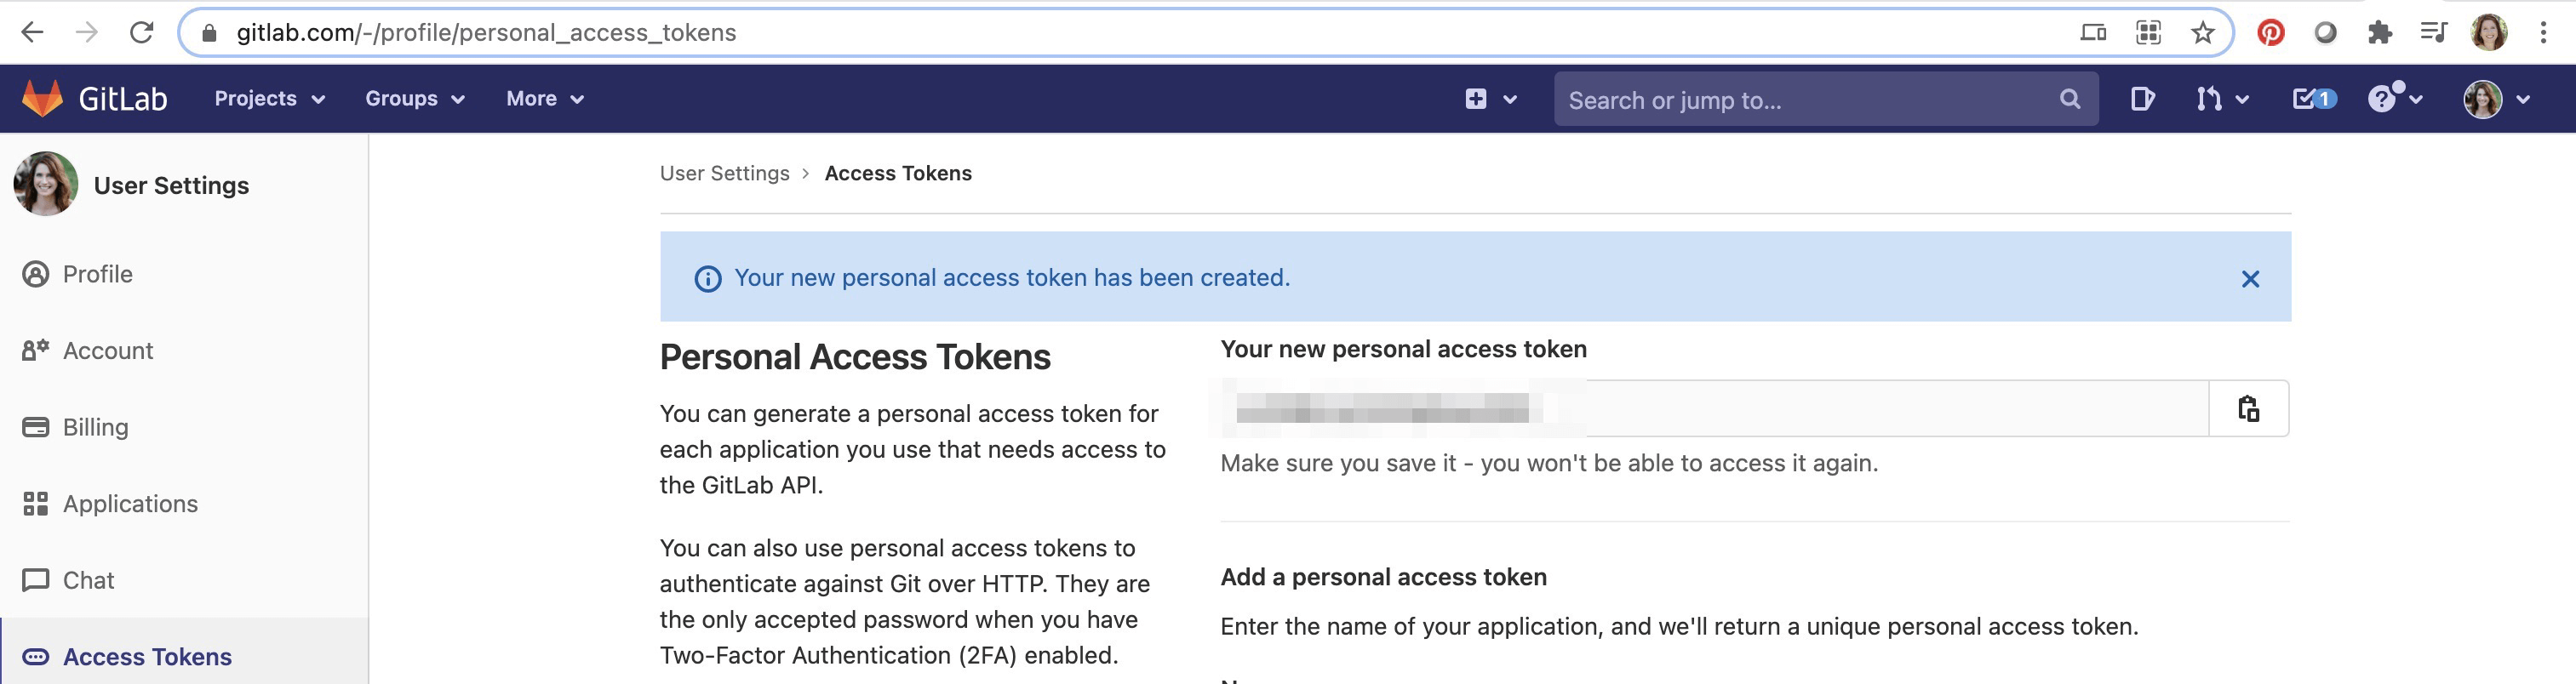 gitlab.com/-/profile/personal_access_tokens
GitLab Projects Groups More Search or jump to... 1
User Settings
Profile
Account
Billing
Applications
Chat
Access Tokens
User Settings > Access Tokens
Your new personal access token has been created.
Personal Access Tokens
You can generate a personal access token for
each application you use that needs access to
the GitLab API.
You can also use personal access tokens to
authenticate against Git over HTTP. They are
the only accepted password when you have
Two-Factor Authentication (2FA) enabled.
Your new personal access token
Make sure you save it - you won't be able to access it again.
Add a personal access token
Enter the name of your application, and we'll return a unique personal access token.